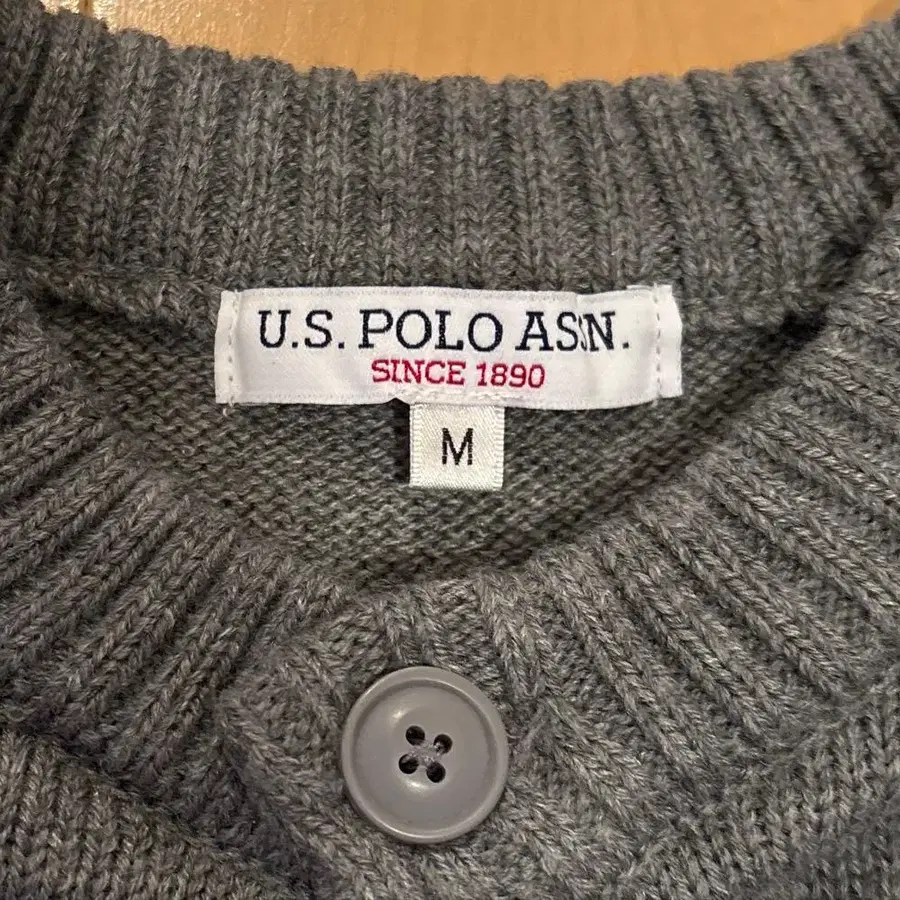 U.S. POLO ASSN.
SINCE 1890
M